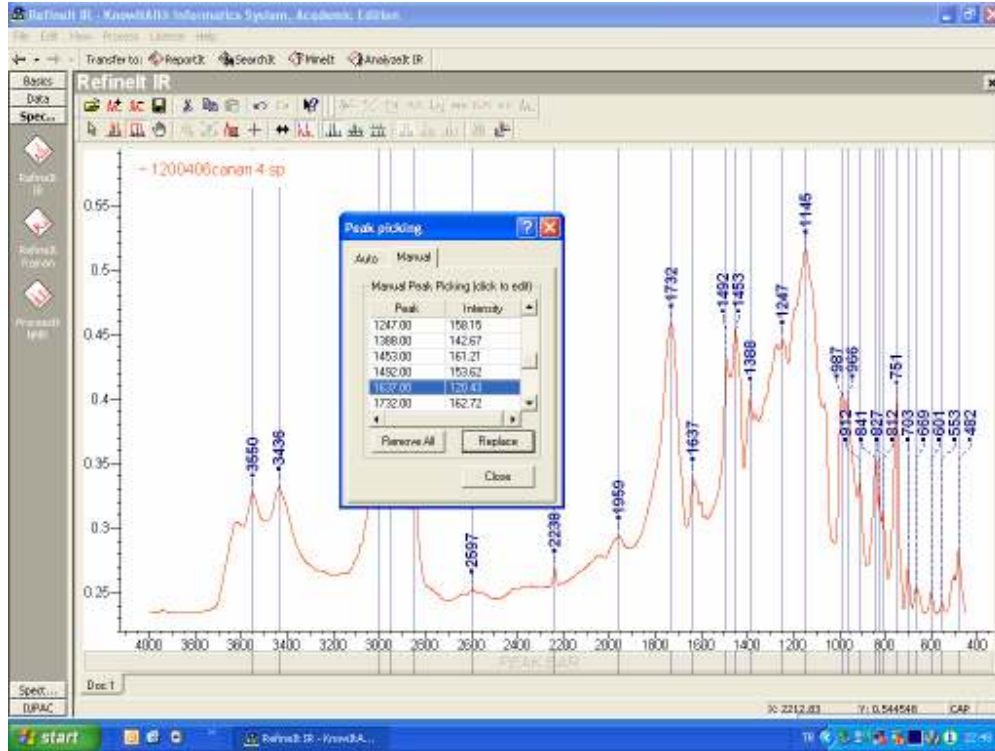 RefineIt IR - KnowItAll® Informatics System, Academic Edition
File Edit View Process Licence Help
Transfer to: ReportIt SearchIt MineIt AnalyzeIt IR
Basics
Data
Spec...
RefineIt IR
RefineIt
IR
RefineIt
Raman
ProcessIt
NMR
1200406canan 4 sp
0.55
0.5
0.45
0.4
0.35
0.3
0.25
3550
3436
2597
2238
1959
1732
1637
1492
1453
1388
1247
1145
987
966
912
841
827
812
751
703
669
601
553
482
Peak picking
Auto Manual
Manual Peak Picking (click to edit)
Peak Intensity
1247.00 158.15
1388.00 142.67
1453.00 161.21
1492.00 153.62
1637.00 120.43
1732.00 162.72
Remove All Replace
Close
4000 3800 3600 3400 3200 3000 2800 2600 2400 2200 2000 1800 1600 1400 1200 1000 800 600 400
PEAK BAR
Doc 1
Spect...
IUPAC
X: 2212.83 Y: 0.544548 CAP
start
RefineIt IR - KnowItA...
TR